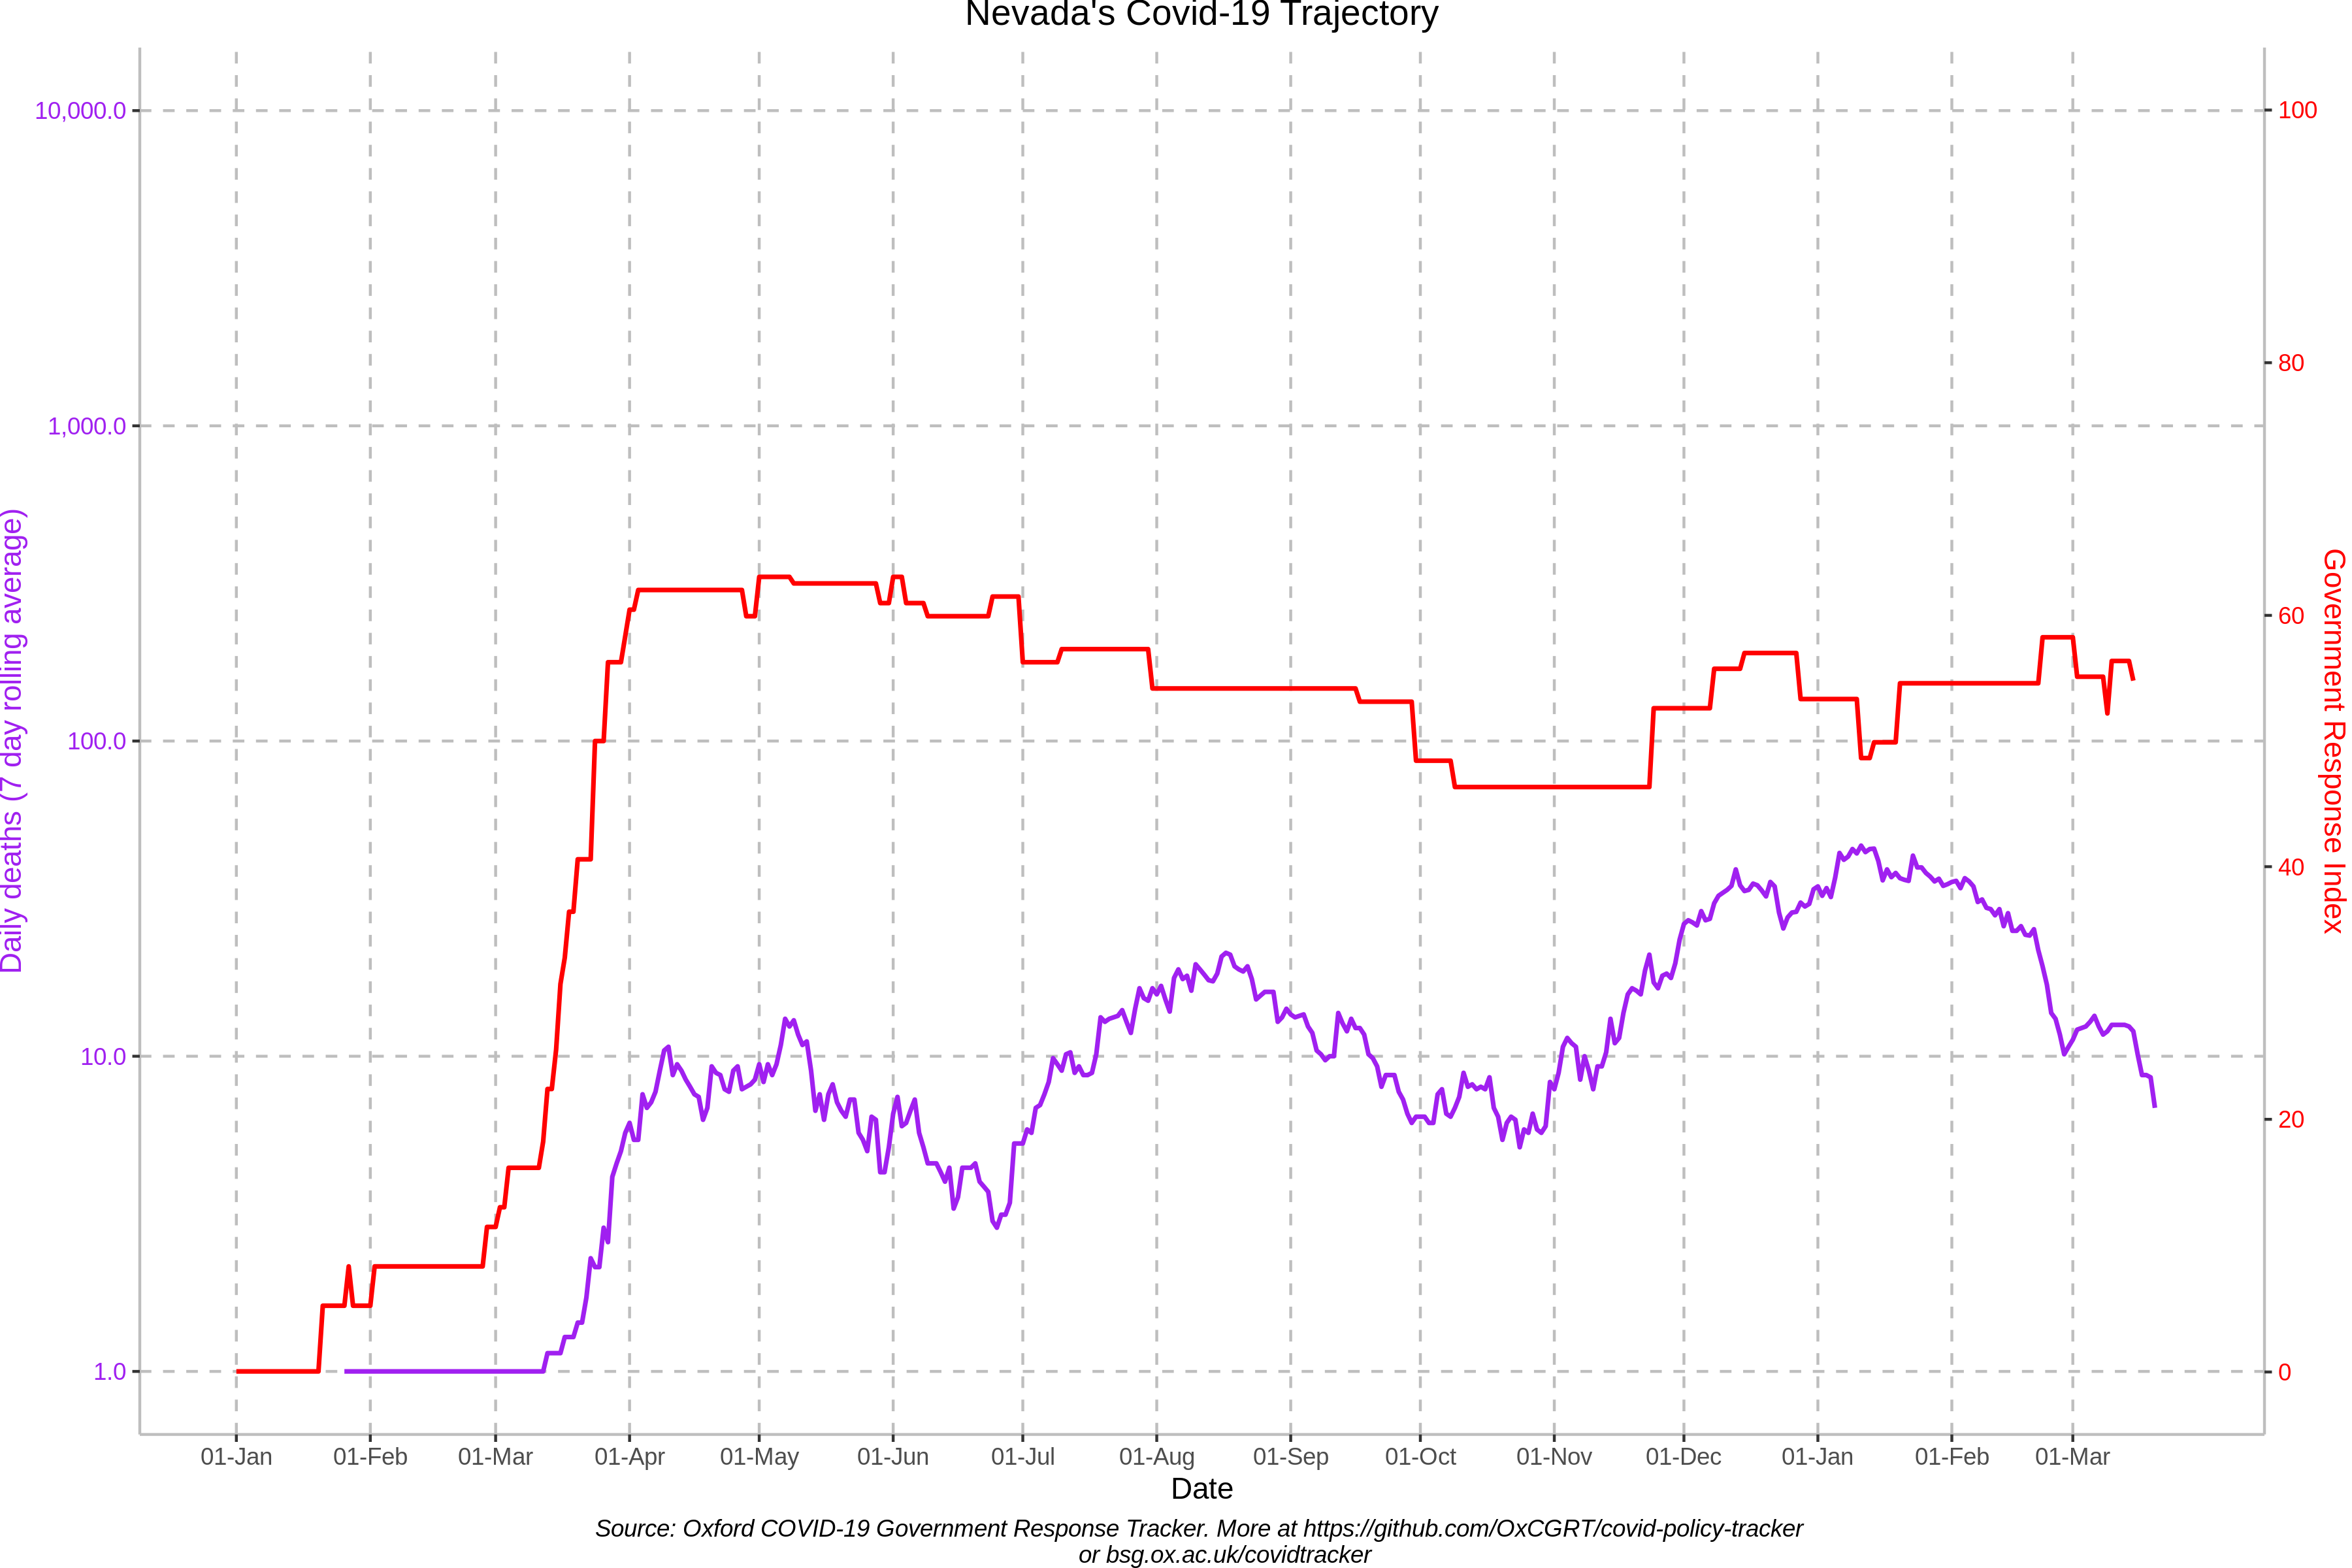 Nevada's Covid-19 Trajectory
10,000.0
1,000.0
100.0
10.0
1.0
Daily deaths (7 day rolling average)
100
80
60
40
20
0
Government Response Index
01-Jan 01-Feb 01-Mar 01-Apr 01-May 01-Jun 01-Jul 01-Aug 01-Sep 01-Oct 01-Nov 01-Dec 01-Jan 01-Feb 01-Mar
Date
Source: Oxford COVID-19 Government Response Tracker. More at https://github.com/OxCGRT/covid-policy-tracker
or bsg.ox.ac.uk/covidtracker